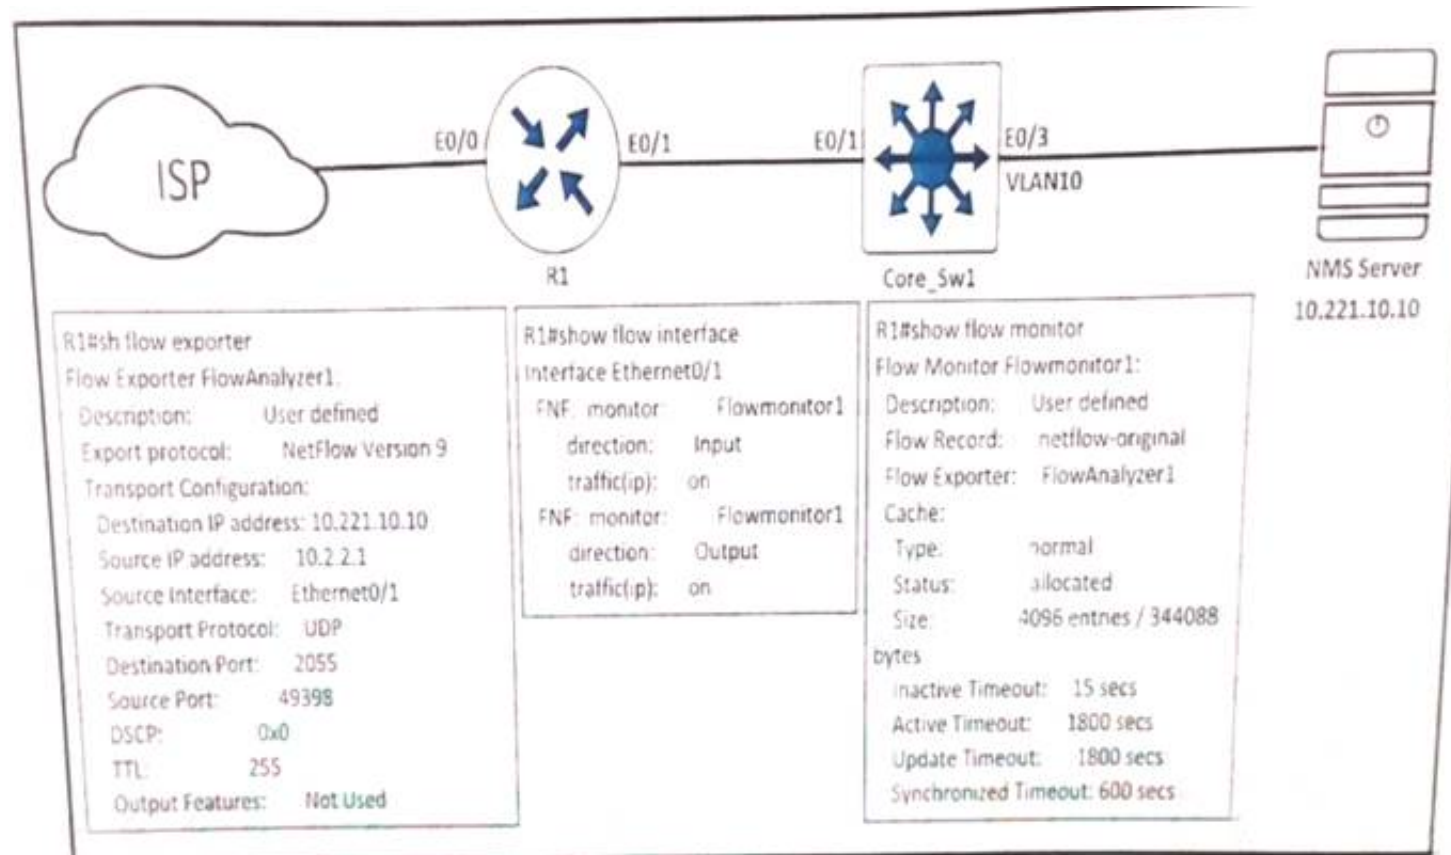 ISP
E0/0
E0/1
R1
E0/1
Core_Sw1
E0/3
VLAN10
NMS Server
10.221.10.10
R1#sh flow exporter
Flow Exporter FlowAnalyzer1:
Description: User defined
Export protocol: NetFlow Version 9
Transport Configuration:
Destination IP address: 10.221.10.10
Source IP address: 10.2.2.1
Source Interface: Ethernet0/1
Transport Protocol: UDP
Destination Port: 2055
Source Port: 49398
DSCP: 0x0
TTL: 255
Output Features: Not Used
R1#show flow interface
Interface Ethernet0/1
FNF: monitor: Flowmonitor1
direction: Input
traffic(ip): on
FNF: monitor: Flowmonitor1
direction: Output
traffic(ip): on
R1#show flow monitor
Flow Monitor Flowmonitor1:
Description: User defined
Flow Record: netflow-original
Flow Exporter: FlowAnalyzer1
Cache:
Type: normal
Status: allocated
Size: 4096 entries / 344088
bytes
Inactive Timeout: 15 secs
Active Timeout: 1800 secs
Update Timeout: 1800 secs
Synchronized Timeout: 600 secs